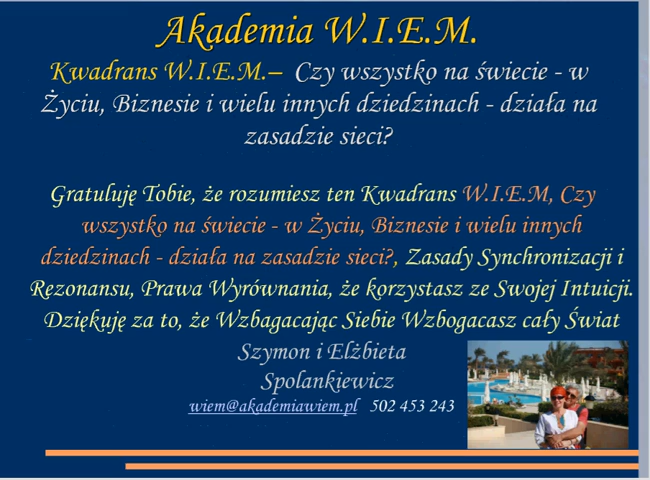 Akademia W.I.E.M.
Kwadrans W.I.E.M.– Czy wszystko na świecie - w
Życiu, Biznesie i wielu innych dziedzinach - działa na
zasadzie sieci?
Gratuluję Tobie, że rozumiesz ten Kwadrans W.I.E.M, Czy
wszystko na świecie - w Życiu, Biznesie i wielu innych
dziedzinach - działa na zasadzie sieci?, Zasady Synchronizacji i
Rezonansu, Prawa Wyrównania, że korzystasz ze Swojej Intuicji.
Dziękuję za to, że Wzbagacając Siebie Wzbogacasz cały Świat
Szymon i Elżbieta
Spolankiewicz
wiem@akademiawiem.pl 502 453 243